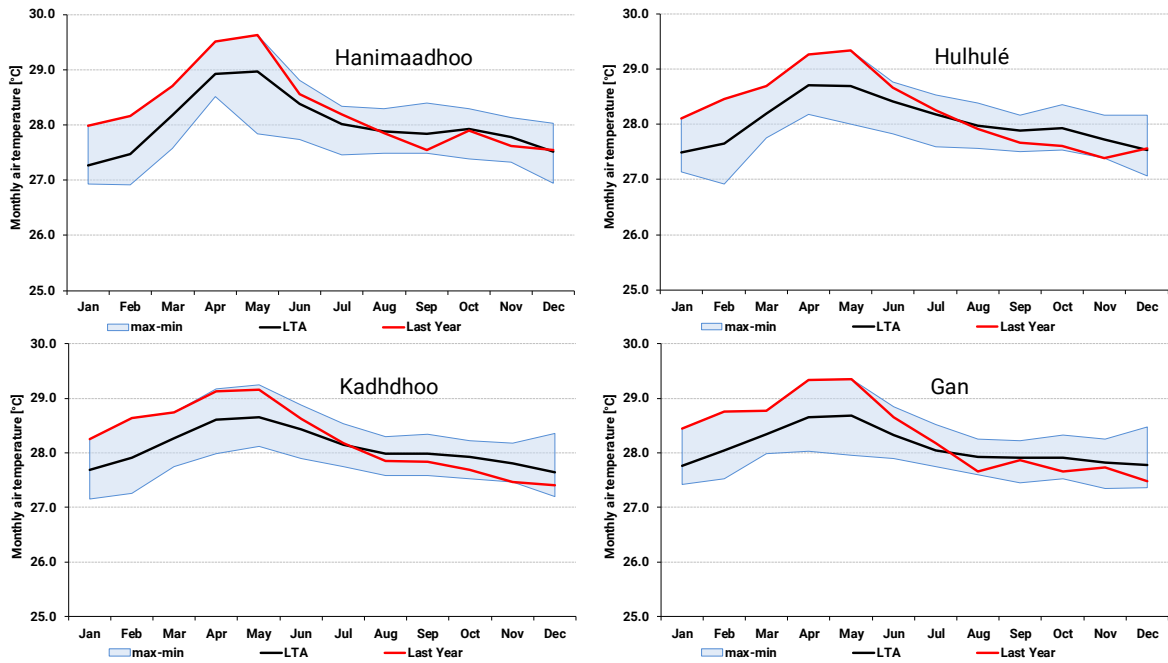 Hanimaadhoo
Monthly air temperature [°C]
30.0
29.0
28.0
27.0
26.0
25.0
Jan Feb Mar Apr May Jun Jul Aug Sep Oct Nov Dec
max-min LTA Last Year
Hulhulé
Monthly air temperature [°C]
30.0
29.0
28.0
27.0
26.0
25.0
Jan Feb Mar Apr May Jun Jul Aug Sep Oct Nov Dec
max-min LTA Last Year
Kadhdhoo
Monthly air temperature [°C]
30.0
29.0
28.0
27.0
26.0
25.0
Jan Feb Mar Apr May Jun Jul Aug Sep Oct Nov Dec
max-min LTA Last Year
Gan
Monthly air temperature [°C]
30.0
29.0
28.0
27.0
26.0
25.0
Jan Feb Mar Apr May Jun Jul Aug Sep Oct Nov Dec
max-min LTA Last Year